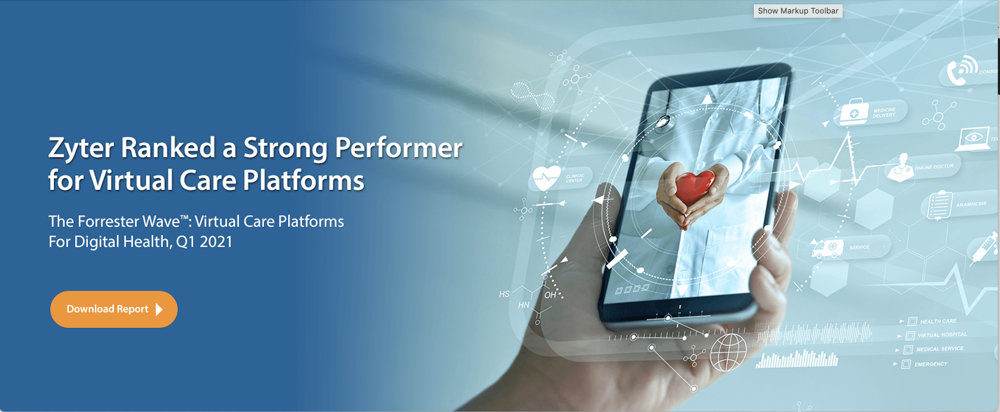 Show Markup Toolbar
Zyter Ranked a Strong Performer
for Virtual Care Platforms
The Forrester Wave™: Virtual Care Platforms
For Digital Health, Q1 2021
Download Report
MEDICINE
DELIVERY
ONLINE DOCTOR
CLINICAL
CENTER
ANAMNESIS
SERVICE
HS
OH
HN
O
HEALTH CARE
VIRTUAL HOSPITAL
MEDICAL SERVICE
EMERGENCY